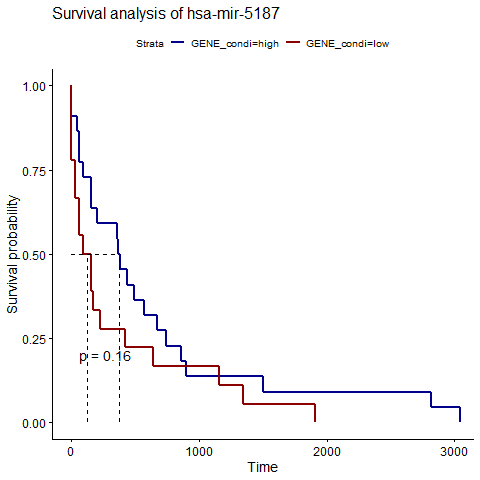 Survival analysis of hsa-mir-5187
Strata GENE_condi=high GENE_condi=low
1.00
0.75
0.50
0.25
0.00
Survival probability
p = 0.16
0 1000 2000 3000
Time